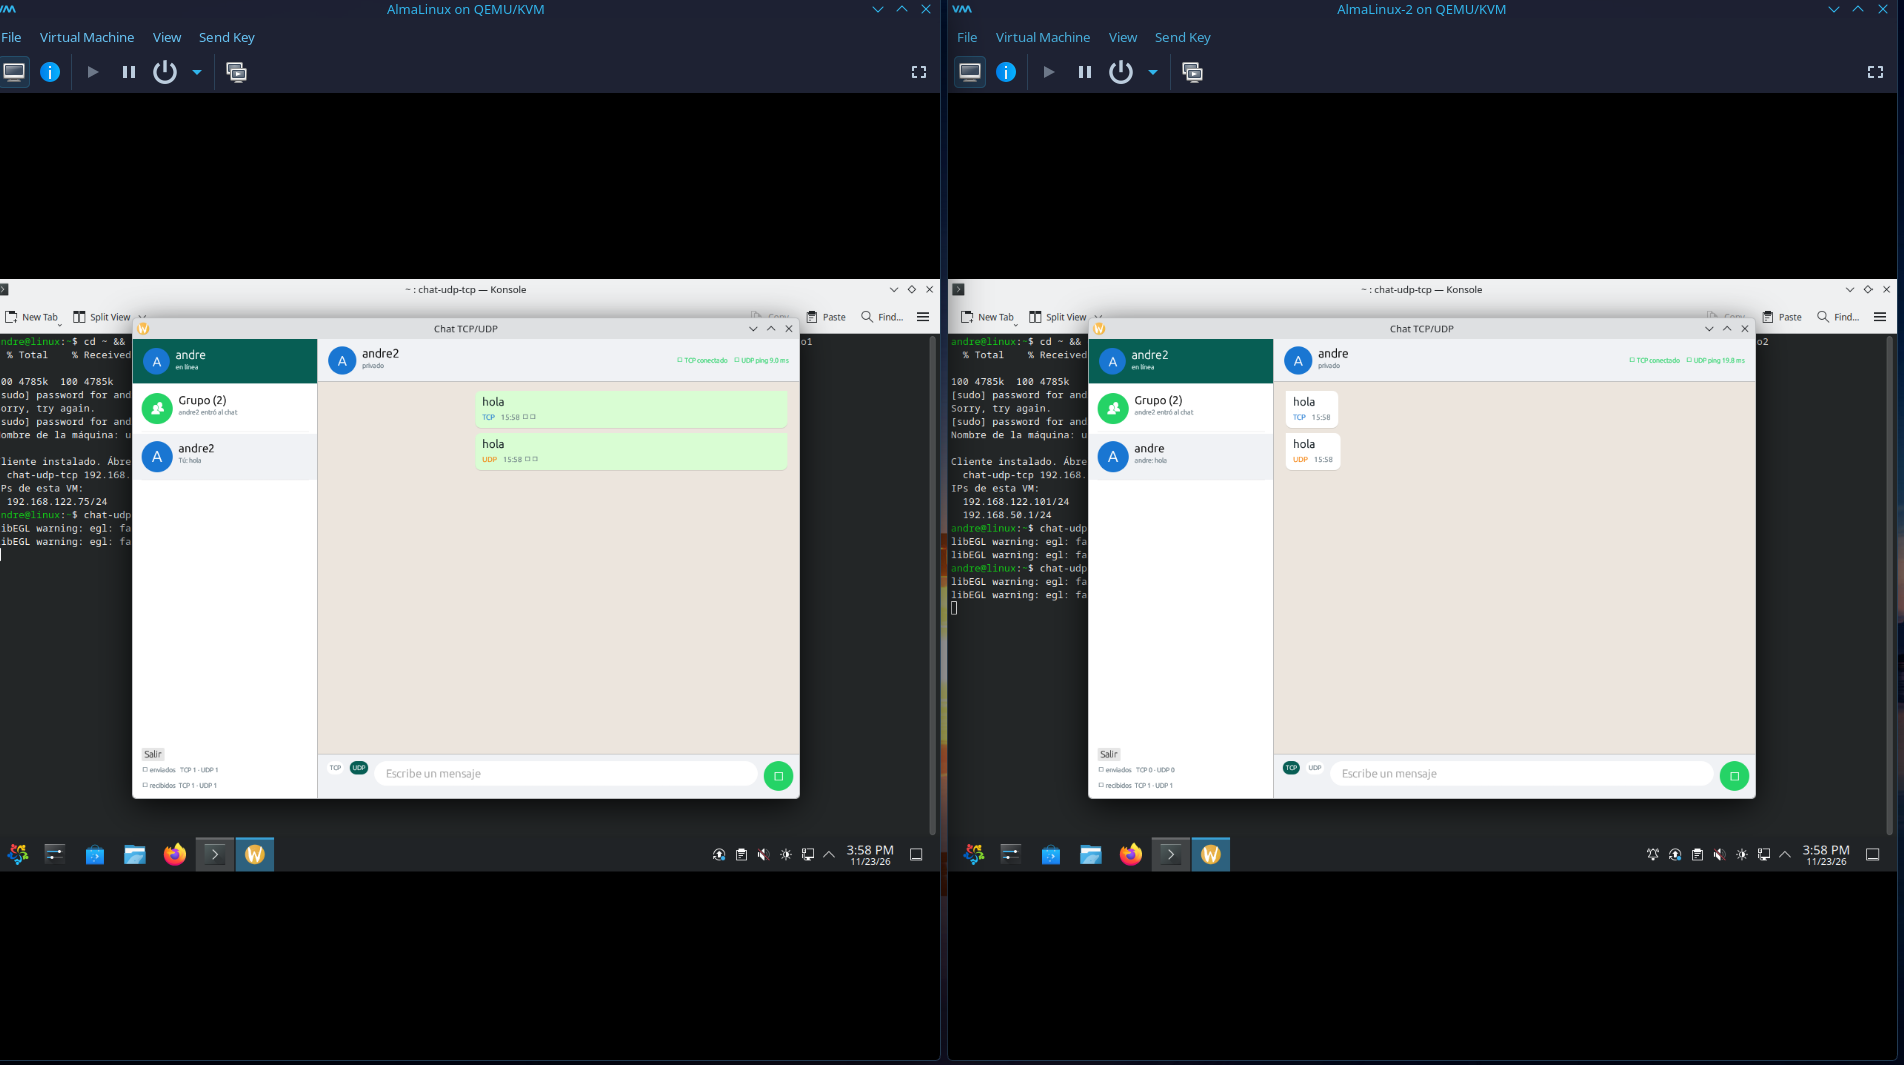 AlmaLinux on QEMU/KVM
File Virtual Machine View Send Key
~ : chat-udp-tcp — Konsole
New Tab Split View Copy Paste Find...
ndre@linux:~$ cd ~ && o1
% Total % Received
00 4785k 100 4785k
sudo] password for and
orry, try again.
sudo] password for and
ombre de la máquina: u
liente instalado. Ábre
chat-udp-tcp 192.168.
Ps de esta VM:
192.168.122.75/24
ndre@linux:~$ chat-udp
ibEGL warning: egl: fa
ibEGL warning: egl: fa
Chat TCP/UDP
A andre
en línea
Grupo (2)
andre2 entró al chat
A andre2
Tú: hola
A andre2
privado
TCP conectado UDP ping 9.0 ms
hola
TCP 15:58
hola
UDP 15:58
Salir
enviados TCP 1 · UDP 1
recibidos TCP 1 · UDP 1
TCP UDP Escribe un mensaje
3:58 PM
11/23/26
AlmaLinux-2 on QEMU/KVM
File Virtual Machine View Send Key
~ : chat-udp-tcp — Konsole
New Tab Split View Copy Paste Find...
andre@linux:~$ cd ~ && o2
% Total % Received
100 4785k 100 4785k
[sudo] password for and
Sorry, try again.
[sudo] password for and
Nombre de la máquina: u
Cliente instalado. Ábre
chat-udp-tcp 192.168.
IPs de esta VM:
192.168.122.101/24
192.168.50.1/24
andre@linux:~$ chat-udp
libEGL warning: egl: fa
libEGL warning: egl: fa
andre@linux:~$ chat-udp
libEGL warning: egl: fa
libEGL warning: egl: fa
Chat TCP/UDP
A andre2
en línea
Grupo (2)
andre2 entró al chat
A andre
andre: hola
A andre
privado
TCP conectado UDP ping 19.8 ms
hola
TCP 15:58
hola
UDP 15:58
Salir
enviados TCP 0 · UDP 0
recibidos TCP 1 · UDP 1
TCP UDP Escribe un mensaje
3:58 PM
11/23/26